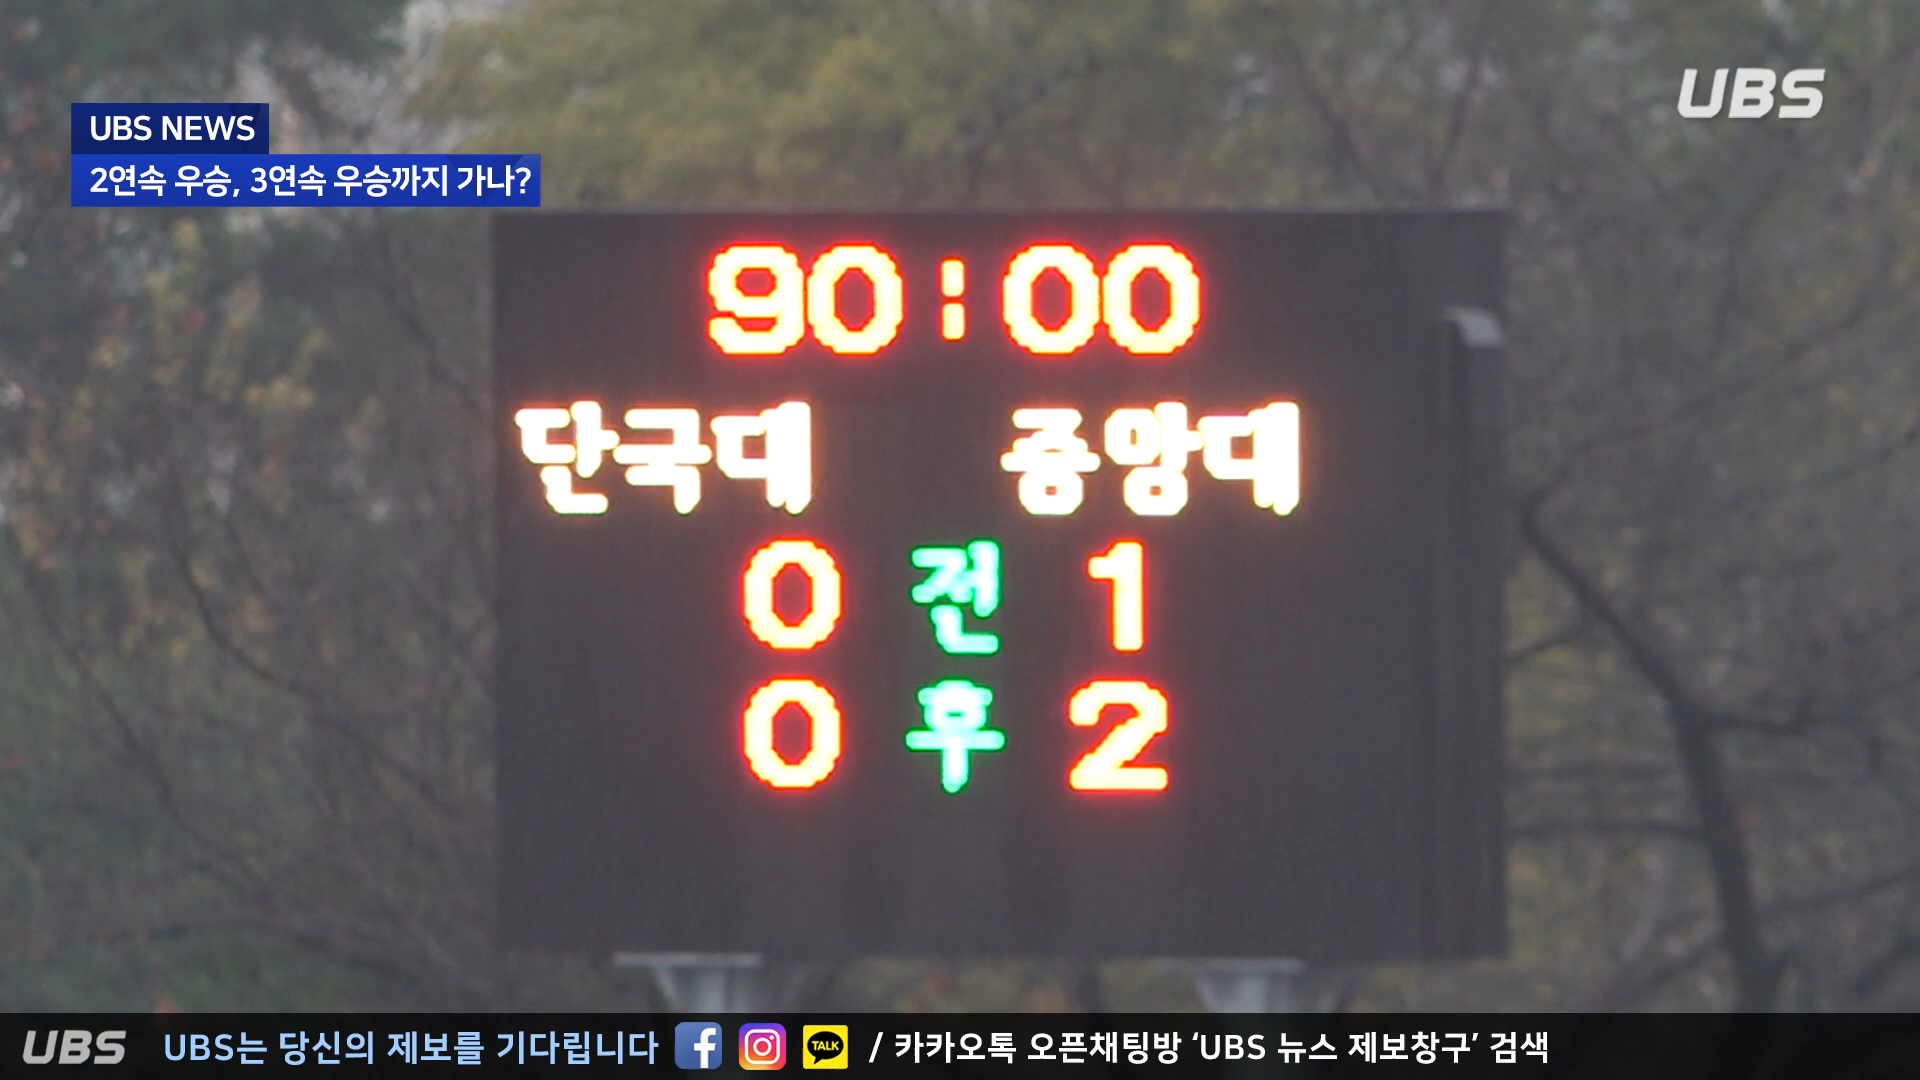 UBS
UBS NEWS
2연속 우승, 3연속 우승까지 가나?
90:00
단국대 중앙대
0 전 1
0 후 2
UBS UBS는 당신의 제보를 기다립니다 TALK / 카카오톡 오픈채팅방 ‘UBS 뉴스 제보창구’ 검색